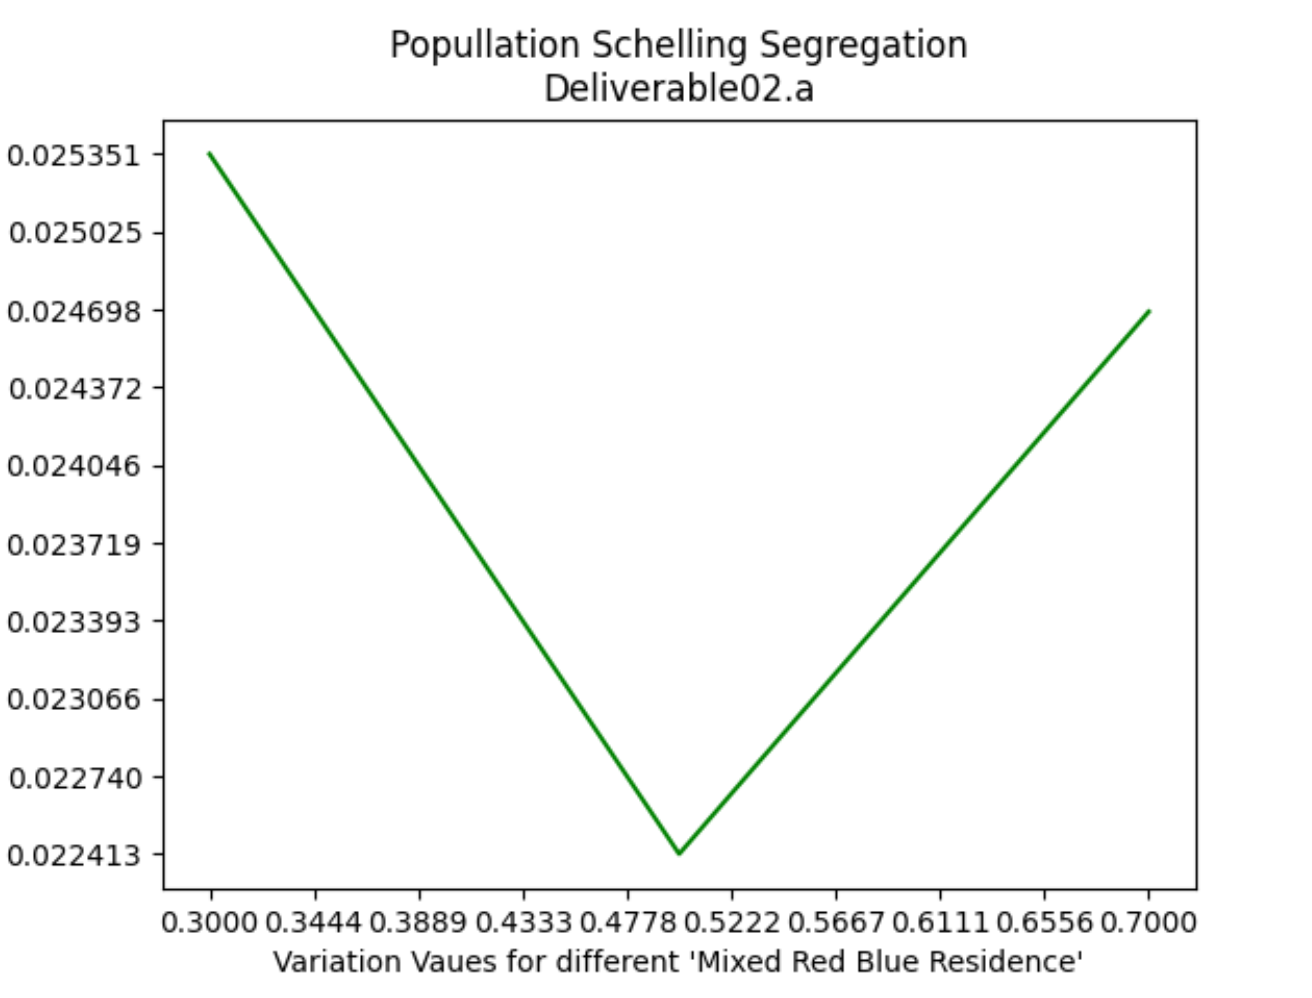 Popullation Schelling Segregation
Deliverable02.a
0.025351
0.025025
0.024698
0.024372
0.024046
0.023719
0.023393
0.023066
0.022740
0.022413
0.3000 0.3444 0.3889 0.4333 0.4778 0.5222 0.5667 0.6111 0.6556 0.7000
Variation Vaues for different 'Mixed Red Blue Residence'